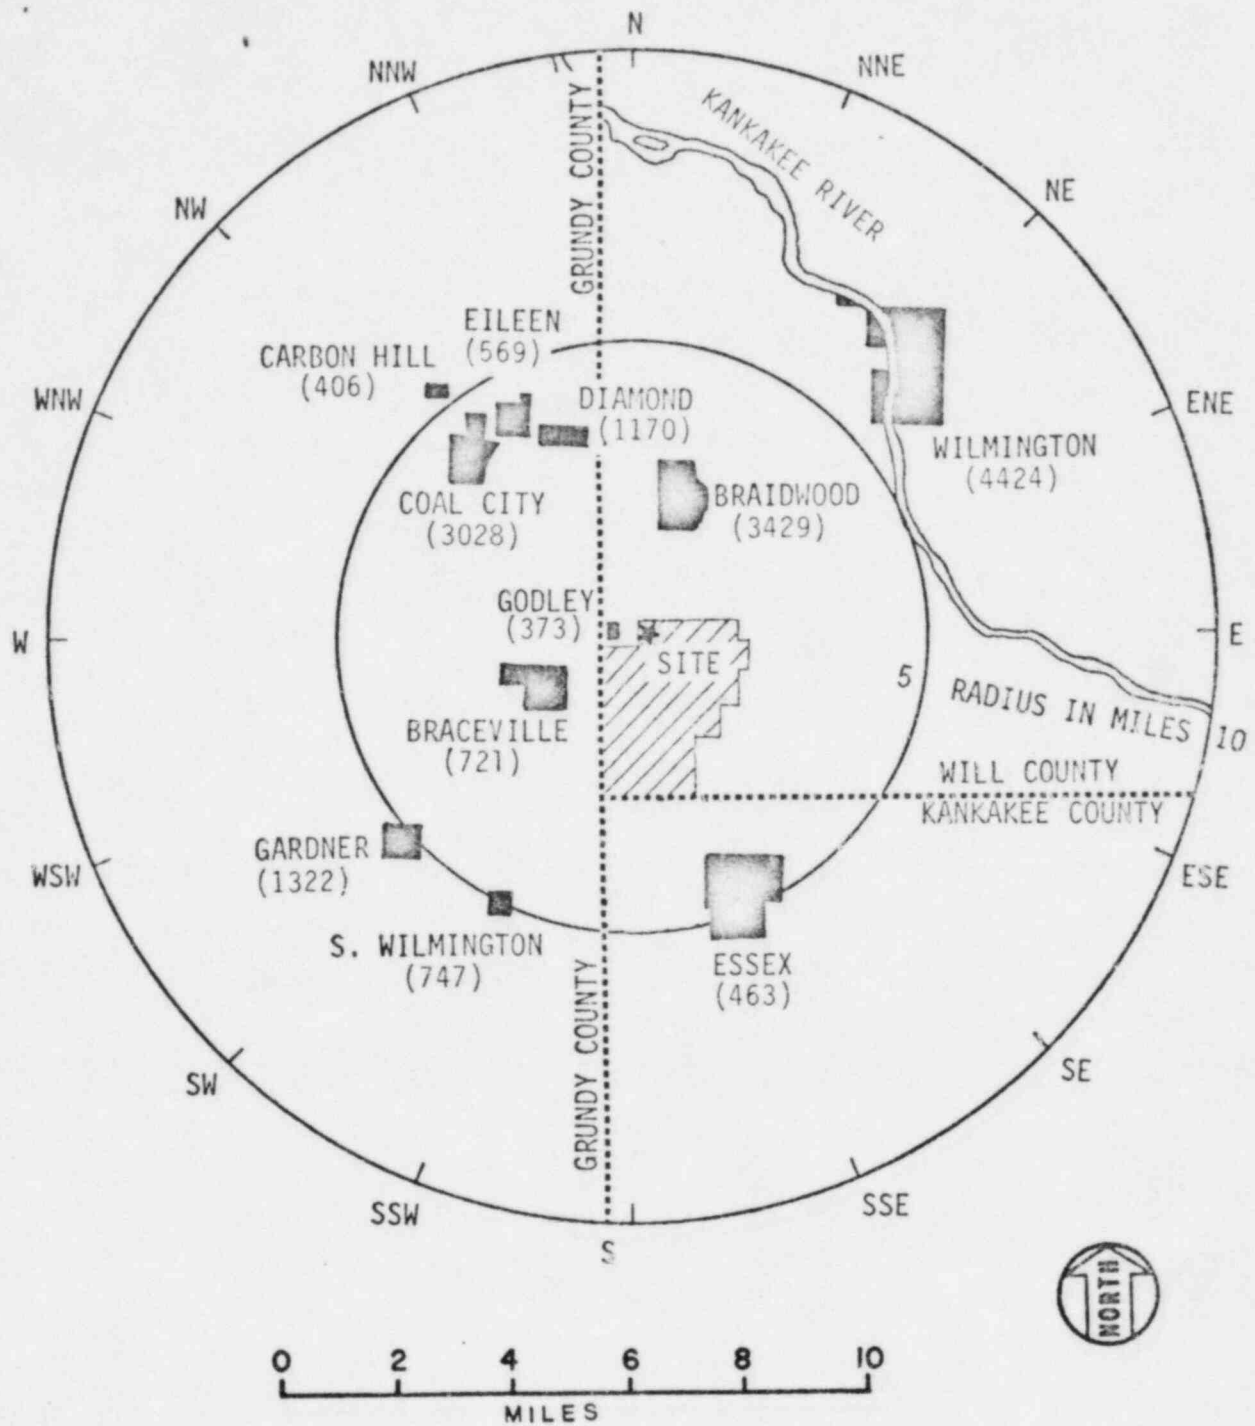 N
NNW
NNE
KANKAKEE RIVER
GRUNDY COUNTY
NW
NE
EILEEN
(569)
CARBON HILL
(406)
WNW
ENE
DIAMOND
(1170)
WILMINGTON
(4424)
COAL CITY
(3028)
BRAIDWOOD
(3429)
GODLEY
(373)
W
E
SITE
5
RADIUS IN MILES
10
BRACEVILLE
(721)
WILL COUNTY
KANKAKEE COUNTY
GARDNER
(1322)
WSW
ESE
S. WILMINGTON
(747)
ESSEX
(463)
GRUNDY COUNTY
SW
SE
SSW
SSE
S
NORTH
0 2 4 6 8 10
MILES